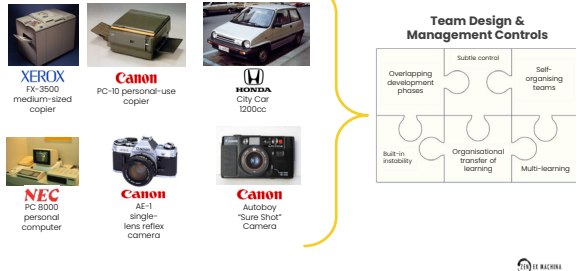 XEROX
FX-3500
medium-sized
copier
Canon
PC-10 personal-use
copier
HONDA
City Car
1200cc
NEC
PC 8000
personal
computer
Canon
AE-1
single-
lens reflex
camera
Canon
Autoboy
"Sure Shot"
Camera
Team Design &
Management Controls
Overlapping
development
phases
Subtle control
Self-
organising
teams
Built-in
instability
Organisational
transfer of
learning
Multi-learning
ZEN EX MACHINA